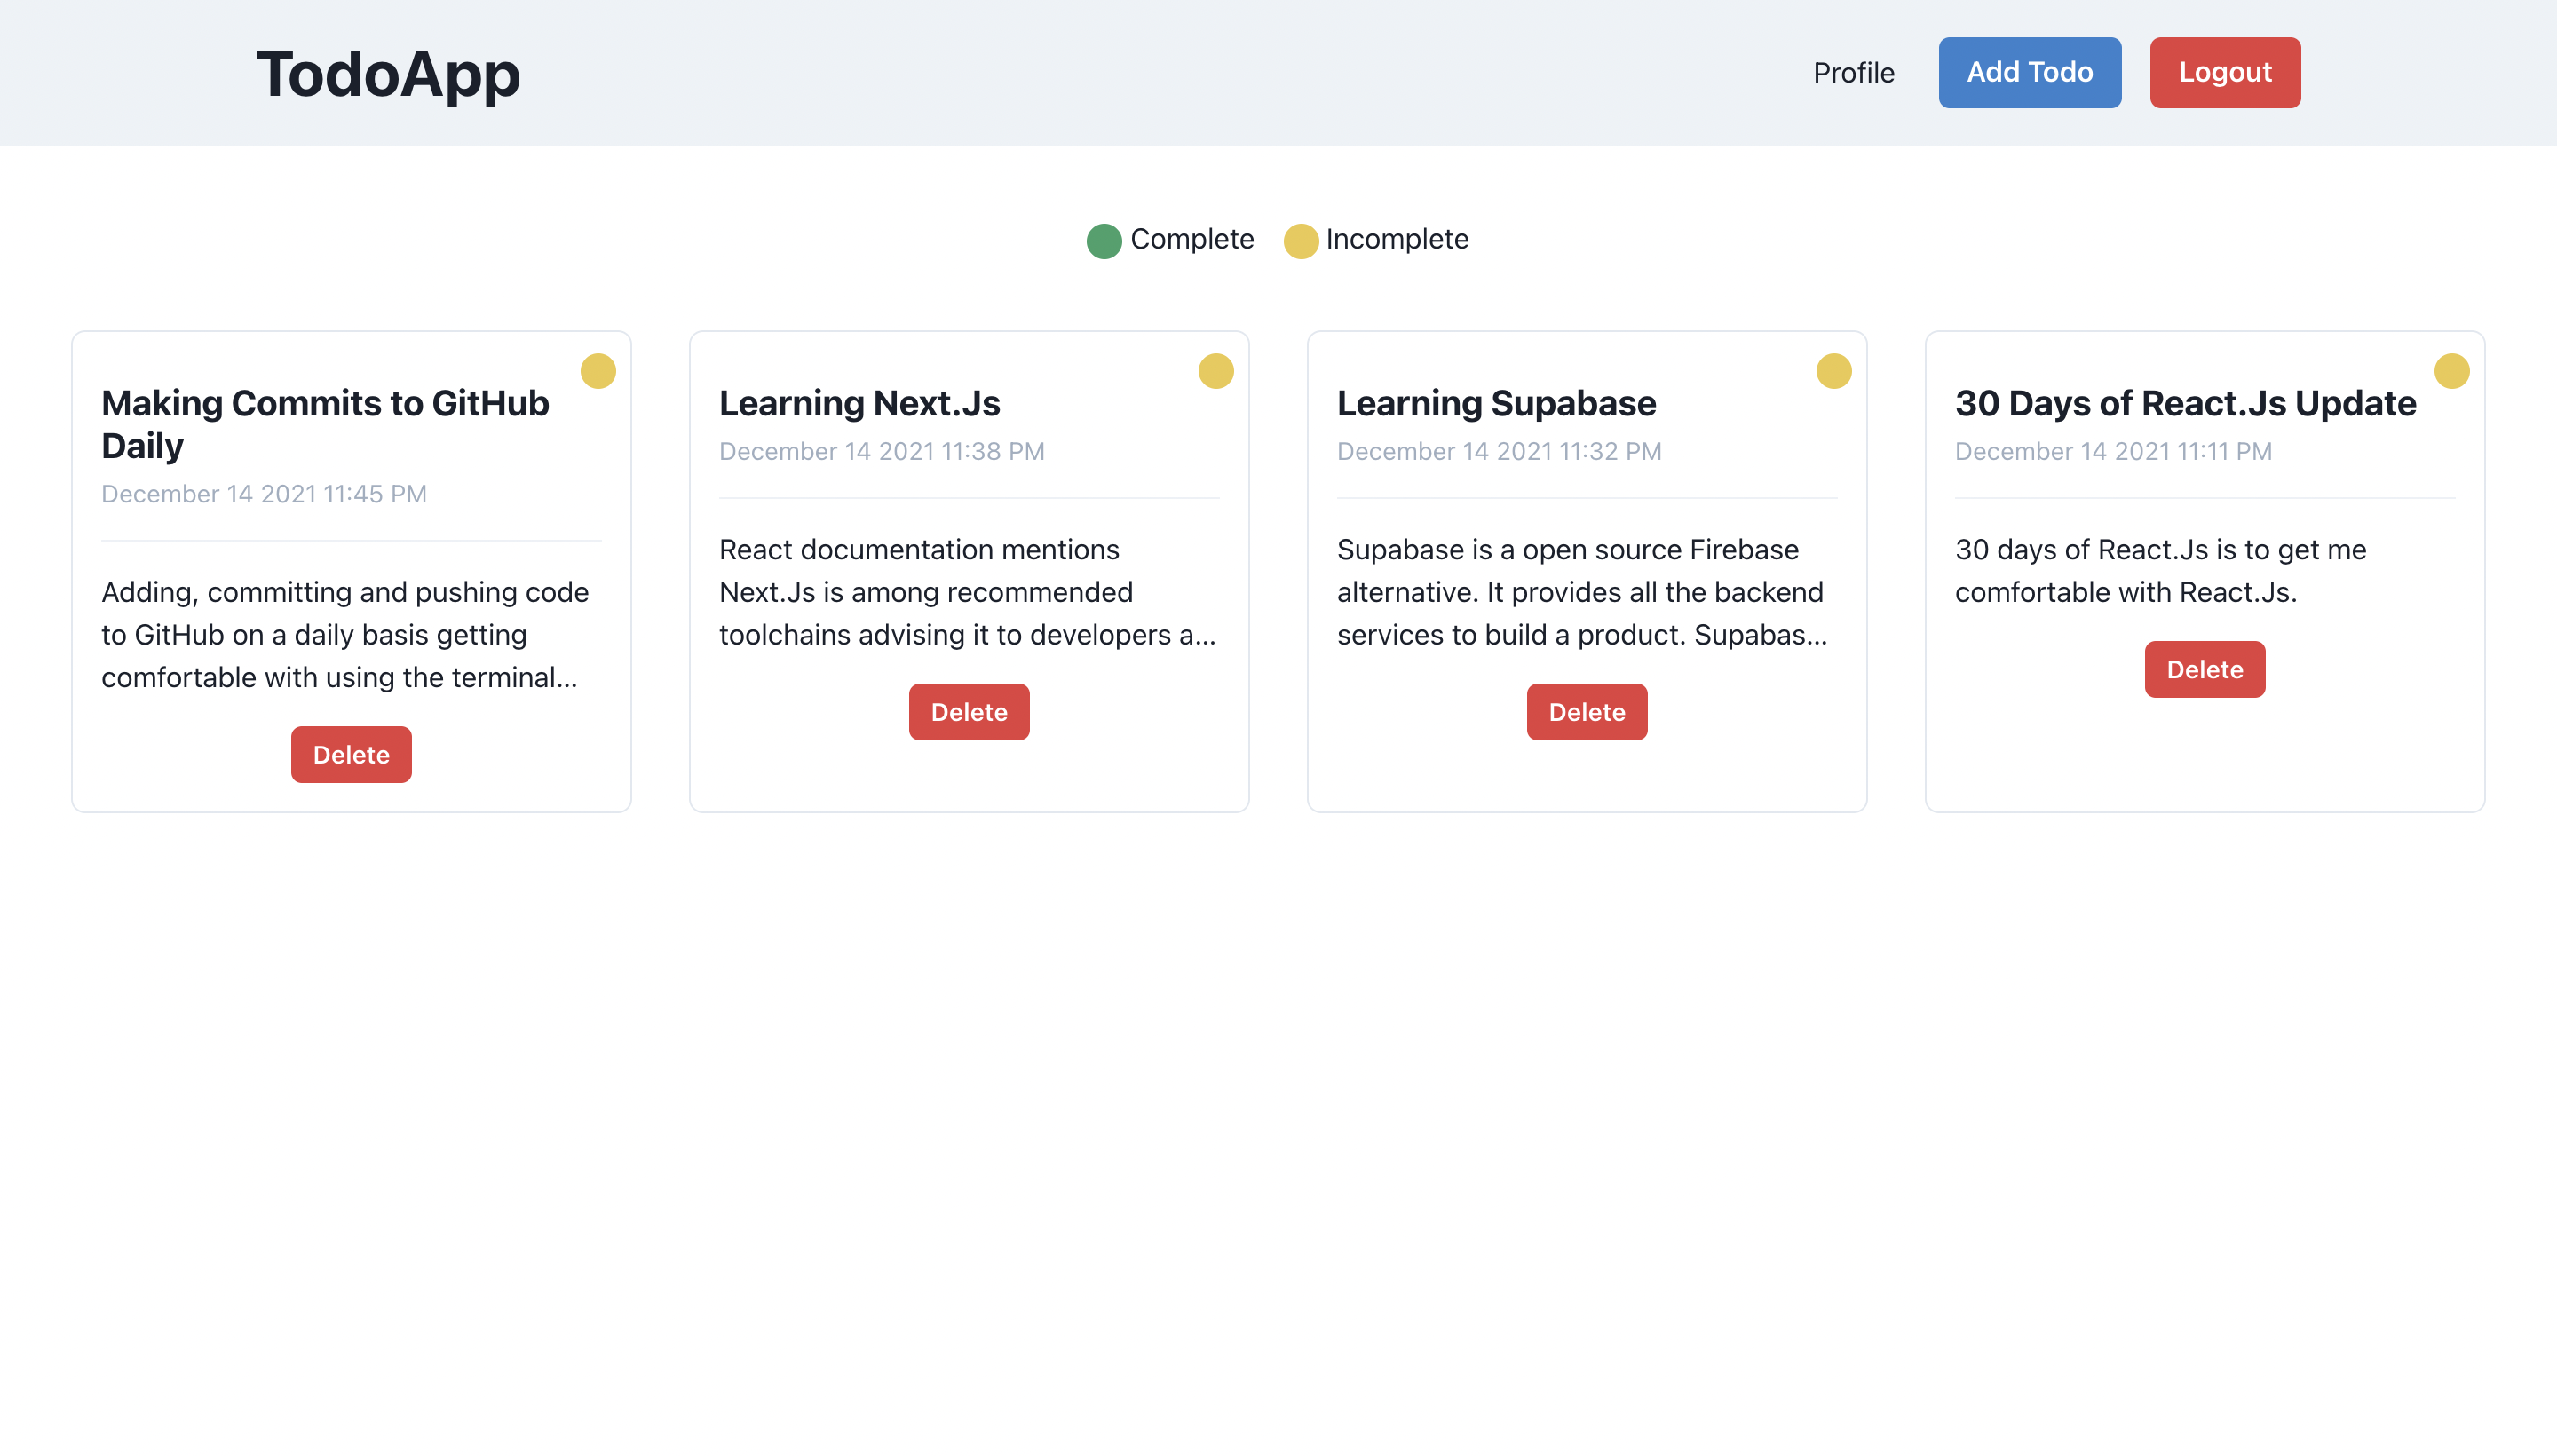 TodoApp
Profile
Add Todo
Logout
Complete
Incomplete
Making Commits to GitHub
Daily
December 14 2021 11:45 PM
Adding, committing and pushing code
to GitHub on a daily basis getting
comfortable with using the terminal...
Delete
Learning Next.Js
December 14 2021 11:38 PM
React documentation mentions
Next.Js is among recommended
toolchains advising it to developers a...
Delete
Learning Supabase
December 14 2021 11:32 PM
Supabase is a open source Firebase
alternative. It provides all the backend
services to build a product. Supabas...
Delete
30 Days of React.Js Update
December 14 2021 11:11 PM
30 days of React.Js is to get me
comfortable with React.Js.
Delete